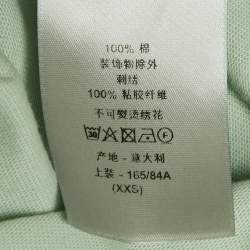 100% 棉
装饰物除外
刺绣
100% 粘胶纤维
不可熨烫绣花
产地 - 意大利
上装 - 165/84A
(XXS)